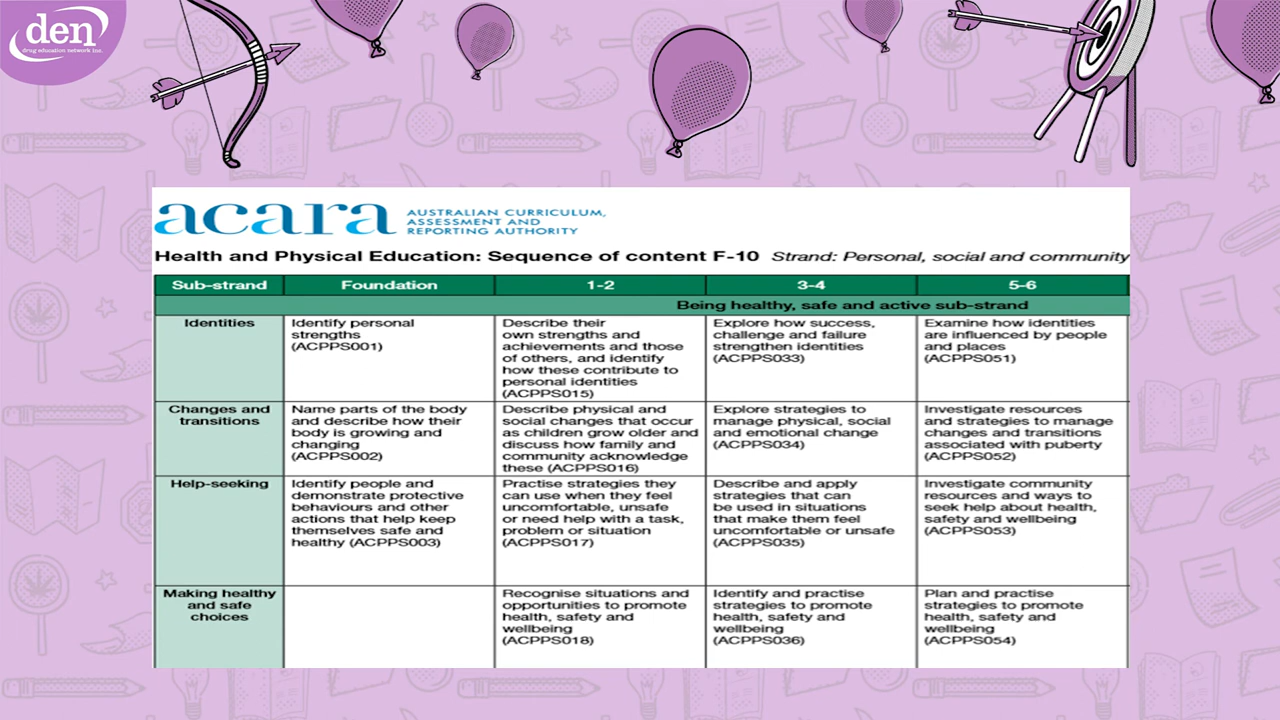 den
drug education network inc.
acara
AUSTRALIAN CURRICULUM,
ASSESSMENT AND
REPORTING AUTHORITY
Health and Physical Education: Sequence of content F-10 Strand: Personal, social and community
Sub-strand Foundation 1-2 3-4 5-6
Being healthy, safe and active sub-strand
Identities
Identify personal
strengths
(ACPPS001)
Describe their
own strengths and
achievements and those
of others, and identify
how these contribute to
personal identities
(ACPPS015)
Explore how success,
challenge and failure
strengthen identities
(ACPPS033)
Examine how identities
are influenced by people
and places
(ACPPS051)
Changes and
transitions
Name parts of the body
and describe how their
body is growing and
changing
(ACPPS002)
Describe physical and
social changes that occur
as children grow older and
discuss how family and
community acknowledge
these (ACPPS016)
Explore strategies to
manage physical, social
and emotional change
(ACPPS034)
Investigate resources
and strategies to manage
changes and transitions
associated with puberty
(ACPPS052)
Help-seeking
Identify people and
demonstrate protective
behaviours and other
actions that help keep
themselves safe and
healthy (ACPPS003)
Practise strategies they
can use when they feel
uncomfortable, unsafe
or need help with a task,
problem or situation
(ACPPS017)
Describe and apply
strategies that can
be used in situations
that make them feel
uncomfortable or unsafe
(ACPPS035)
Investigate community
resources and ways to
seek help about health,
safety and wellbeing
(ACPPS053)
Making healthy
and safe
choices
Recognise situations and
opportunities to promote
health, safety and
wellbeing
(ACPPS018)
Identify and practise
strategies to promote
health, safety and
wellbeing
(ACPPS036)
Plan and practise
strategies to promote
health, safety and
wellbeing
(ACPPS054)